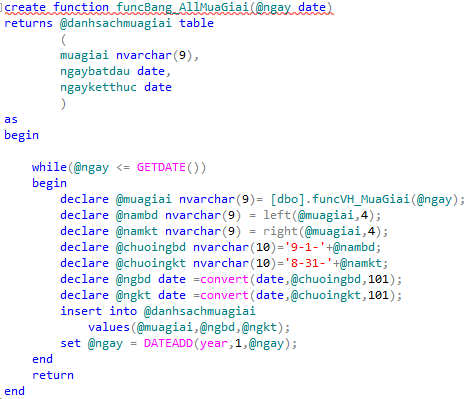 create function funcBang_AllMuaGiai(@ngay date)
returns @danhsachmuagiai table
(
muagiai nvarchar(9),
ngaybatdau date,
ngayketthuc date
)
as
begin
while(@ngay <= GETDATE())
begin
declare @muagiai nvarchar(9)= [dbo].funcVH_MuaGiai(@ngay);
declare @nambd nvarchar(9) = left(@muagiai,4);
declare @namkt nvarchar(9) = right(@muagiai,4);
declare @chuoingbd nvarchar(10)='9-1-'+@nambd;
declare @chuoingkt nvarchar(10)='8-31-'+@namkt;
declare @ngbd date =convert(date,@chuoingbd,101);
declare @ngkt date =convert(date,@chuoingkt,101);
insert into @danhsachmuagiai
values(@muagiai,@ngbd,@ngkt);
set @ngay = DATEADD(year,1,@ngay);
end
return
end